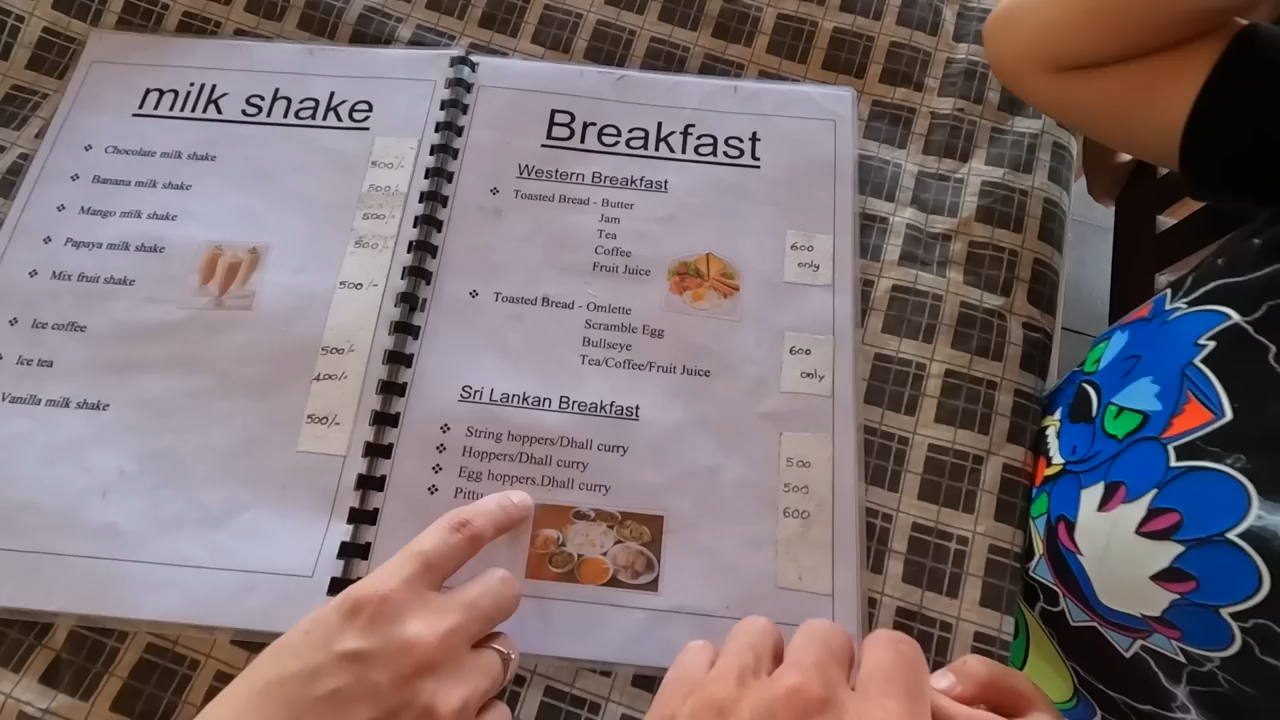 milk shake
Chocolate milk shake 500/-
Banana milk shake 500/-
Mango milk shake 500/-
Papaya milk shake 500/-
Mix fruit shake 500/-
Ice coffee 500/-
Ice tea 400/-
Vanilla milk shake 500/-
Breakfast
Western Breakfast
Toasted Bread - Butter
Jam
Tea
Coffee
Fruit Juice
600
only
Toasted Bread - Omlette
Scramble Egg
Bullseye
Tea/Coffee/Fruit Juice
600
only
Sri Lankan Breakfast
String hoppers/Dhall curry 500
Hoppers/Dhall curry 500
Egg hoppers.Dhall curry 600
Pittu